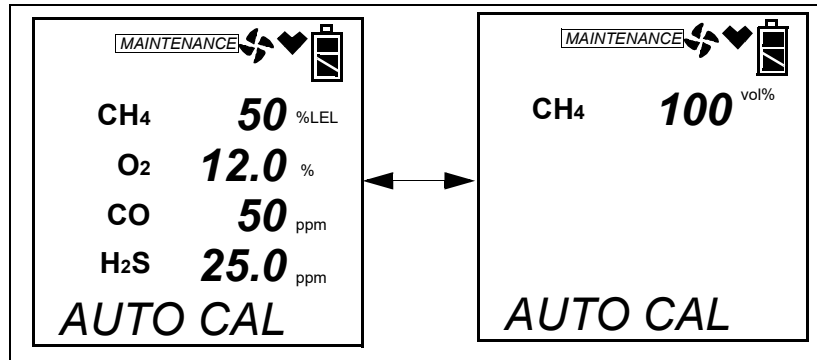 MAINTENANCE
CH4 50 %LEL
O2 12.0 %
CO 50 ppm
H2S 25.0 ppm
AUTO CAL
MAINTENANCE
CH4 100 vol%
AUTO CAL